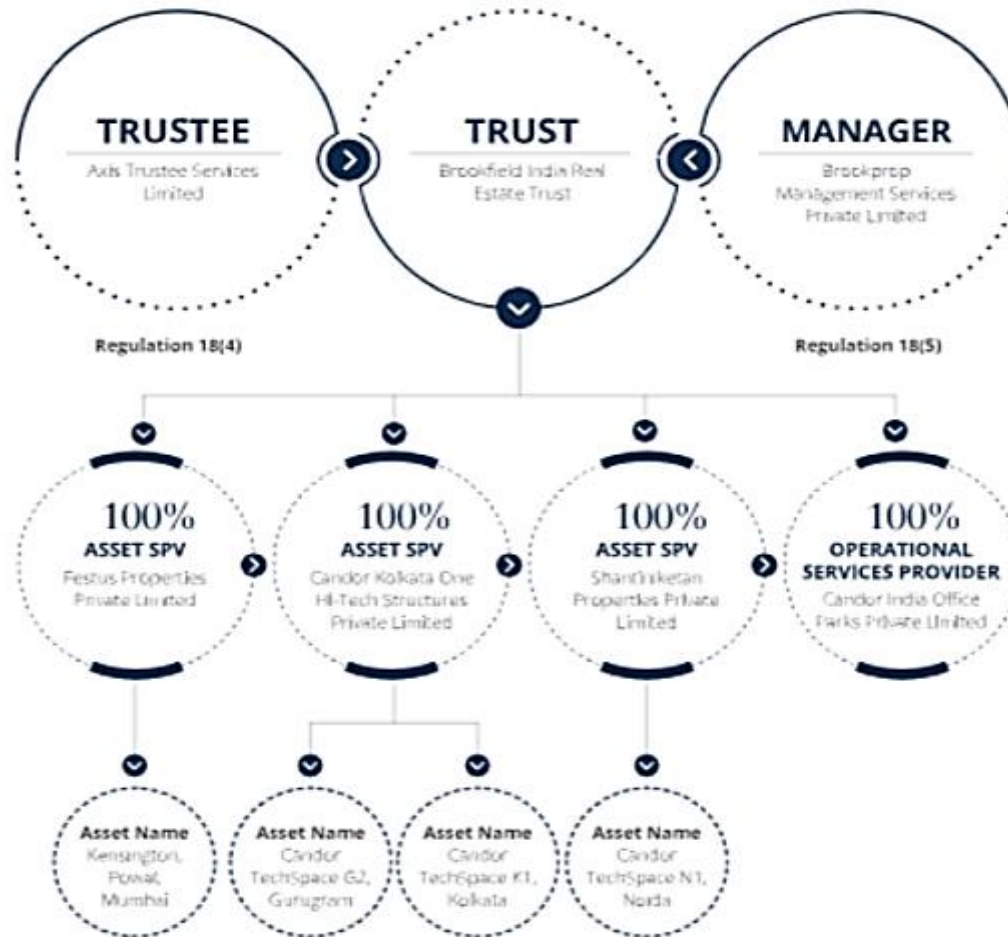 TRUSTEE
Axis Trustee Services
Limited
TRUST
Brookfield India Real
Estate Trust
MANAGER
Brookprop
Management Services
Private Limited
Regulation 18(4)
Regulation 18(5)
100%
ASSET SPV
Festus Properties
Private Limited
100%
ASSET SPV
Candor Kolkata One
Hi-Tech Structures
Private Limited
100%
ASSET SPV
Shantiniketan
Properties Private
Limited
100%
OPERATIONAL
SERVICES PROVIDER
Candor India Office
Parks Private Limited
Asset Name
Kensington,
Powai,
Mumbai
Asset Name
Candor
TechSpace G2,
Gurugram
Asset Name
Candor
TechSpace K1,
Kolkata
Asset Name
Candor
TechSpace N1,
Noida